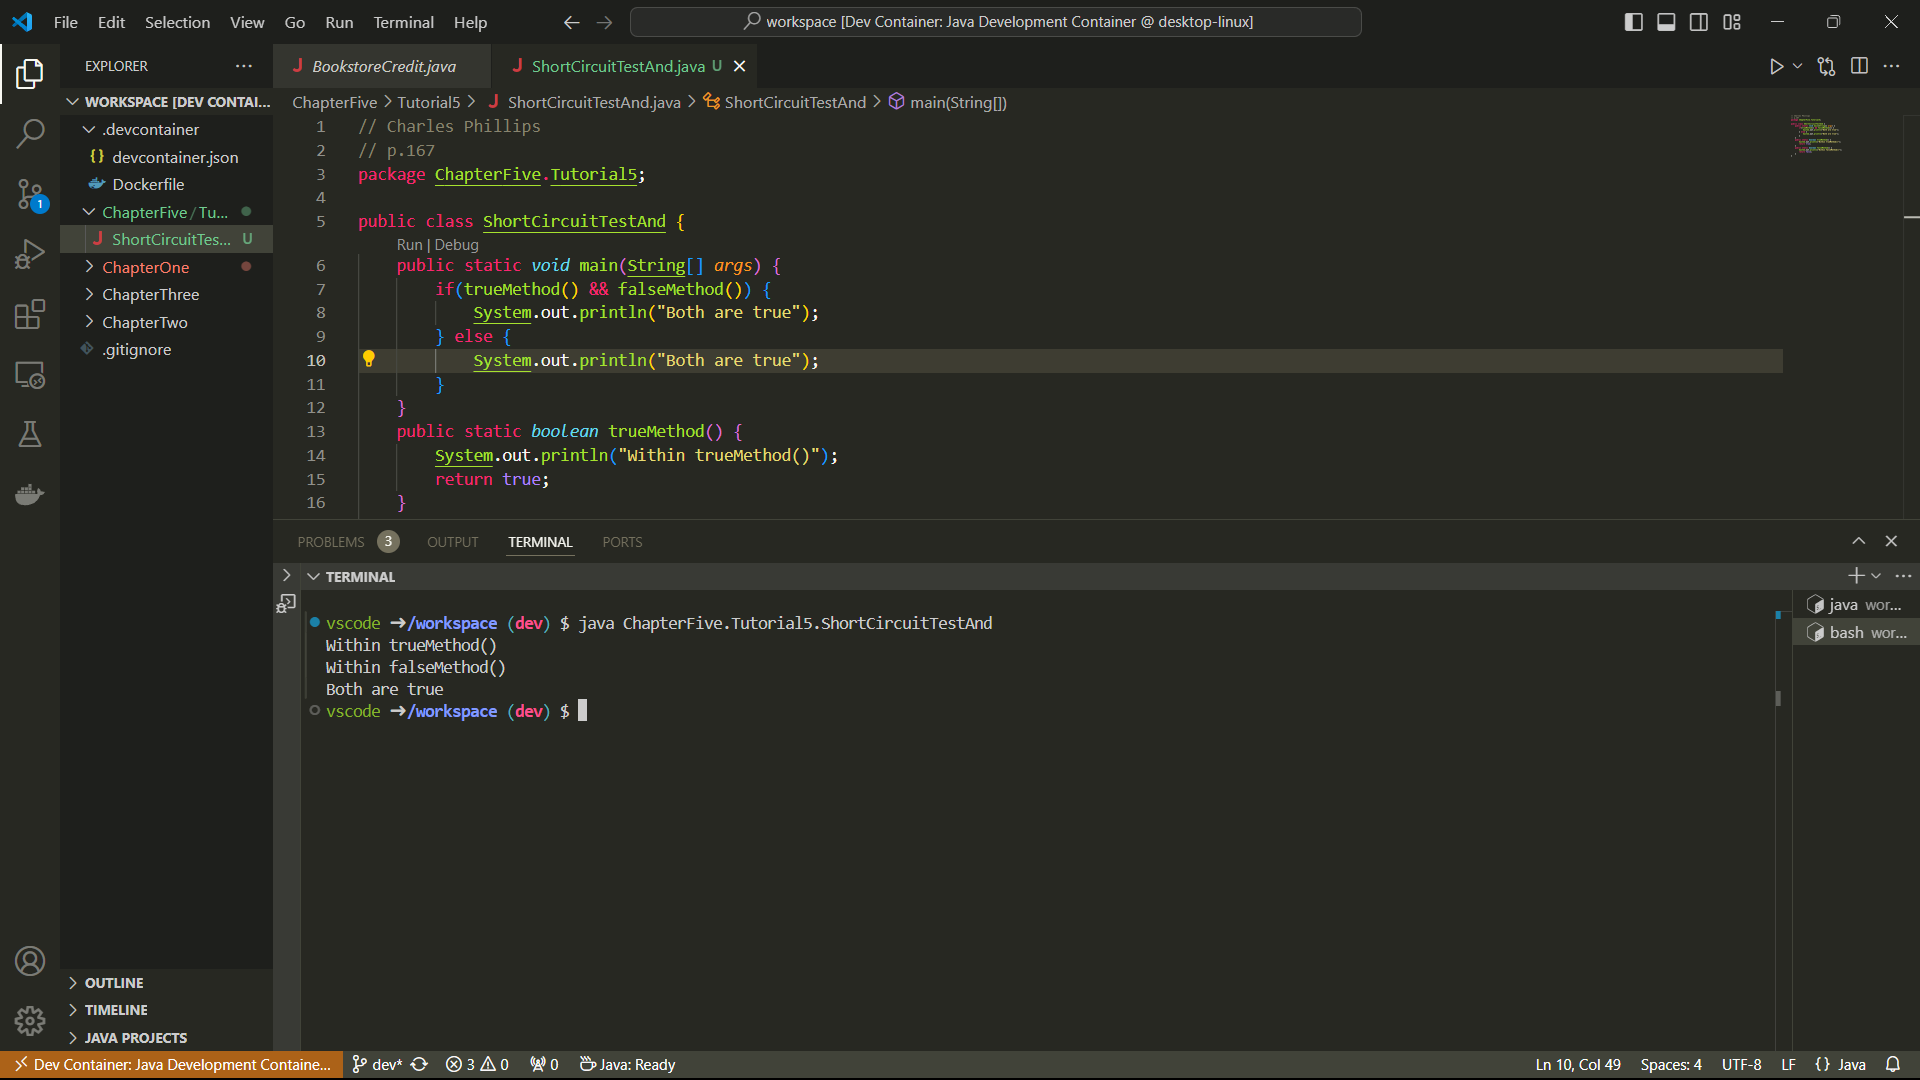 File Edit Selection View Go Run Terminal Help
workspace [Dev Container: Java Development Container @ desktop-linux]
EXPLORER
WORKSPACE [DEV CONTAI...
.devcontainer
devcontainer.json
Dockerfile
ChapterFive / Tu...
ShortCircuitTes... U
ChapterOne
ChapterThree
ChapterTwo
.gitignore
OUTLINE
TIMELINE
JAVA PROJECTS
BookstoreCredit.java
ShortCircuitTestAnd.java U
ChapterFive > Tutorial5 > ShortCircuitTestAnd.java > ShortCircuitTestAnd > main(String[])
1 // Charles Phillips
2 // p.167
3 package ChapterFive.Tutorial5;
4
5 public class ShortCircuitTestAnd {
Run | Debug
6 public static void main(String[] args) {
7 if(trueMethod() && falseMethod()) {
8 System.out.println("Both are true");
9 } else {
10 System.out.println("Both are true");
11 }
12 }
13 public static boolean trueMethod() {
14 System.out.println("Within trueMethod()");
15 return true;
16 }
PROBLEMS 3 OUTPUT TERMINAL PORTS
TERMINAL
vscode ➜/workspace (dev) $ java ChapterFive.Tutorial5.ShortCircuitTestAnd
Within trueMethod()
Within falseMethod()
Both are true
vscode ➜/workspace (dev) $
java wor...
bash wor...
1
Dev Container: Java Development Containe... dev* 3 0 0 Java: Ready
Ln 10, Col 49 Spaces: 4 UTF-8 LF {} Java